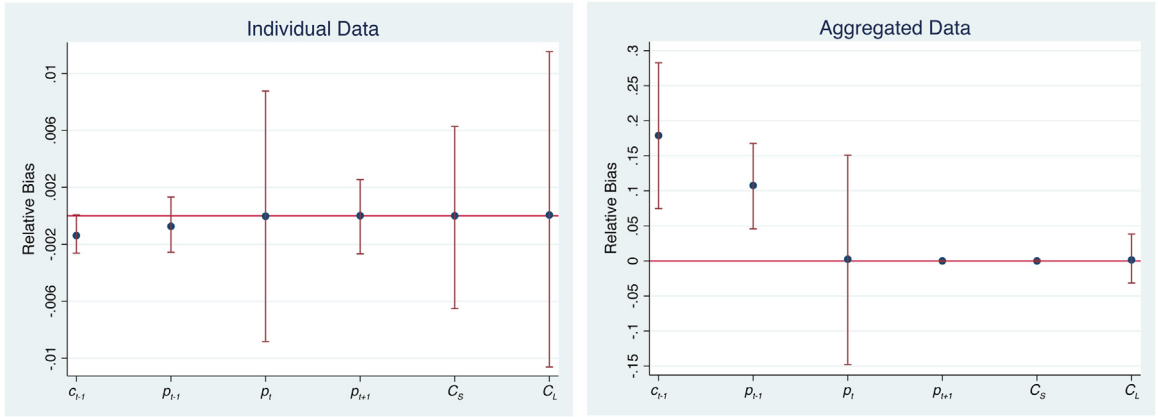 Individual Data
Relative Bias
.01
.006
.002
-.002
-.006
-.01
c_{t-1}
p_{t-1}
p_t
p_{t+1}
C_S
C_L
Aggregated Data
Relative Bias
.3
.25
.2
.15
.1
.05
0
-.05
-.1
-.15
c_{t-1}
p_{t-1}
p_t
p_{t+1}
C_S
C_L